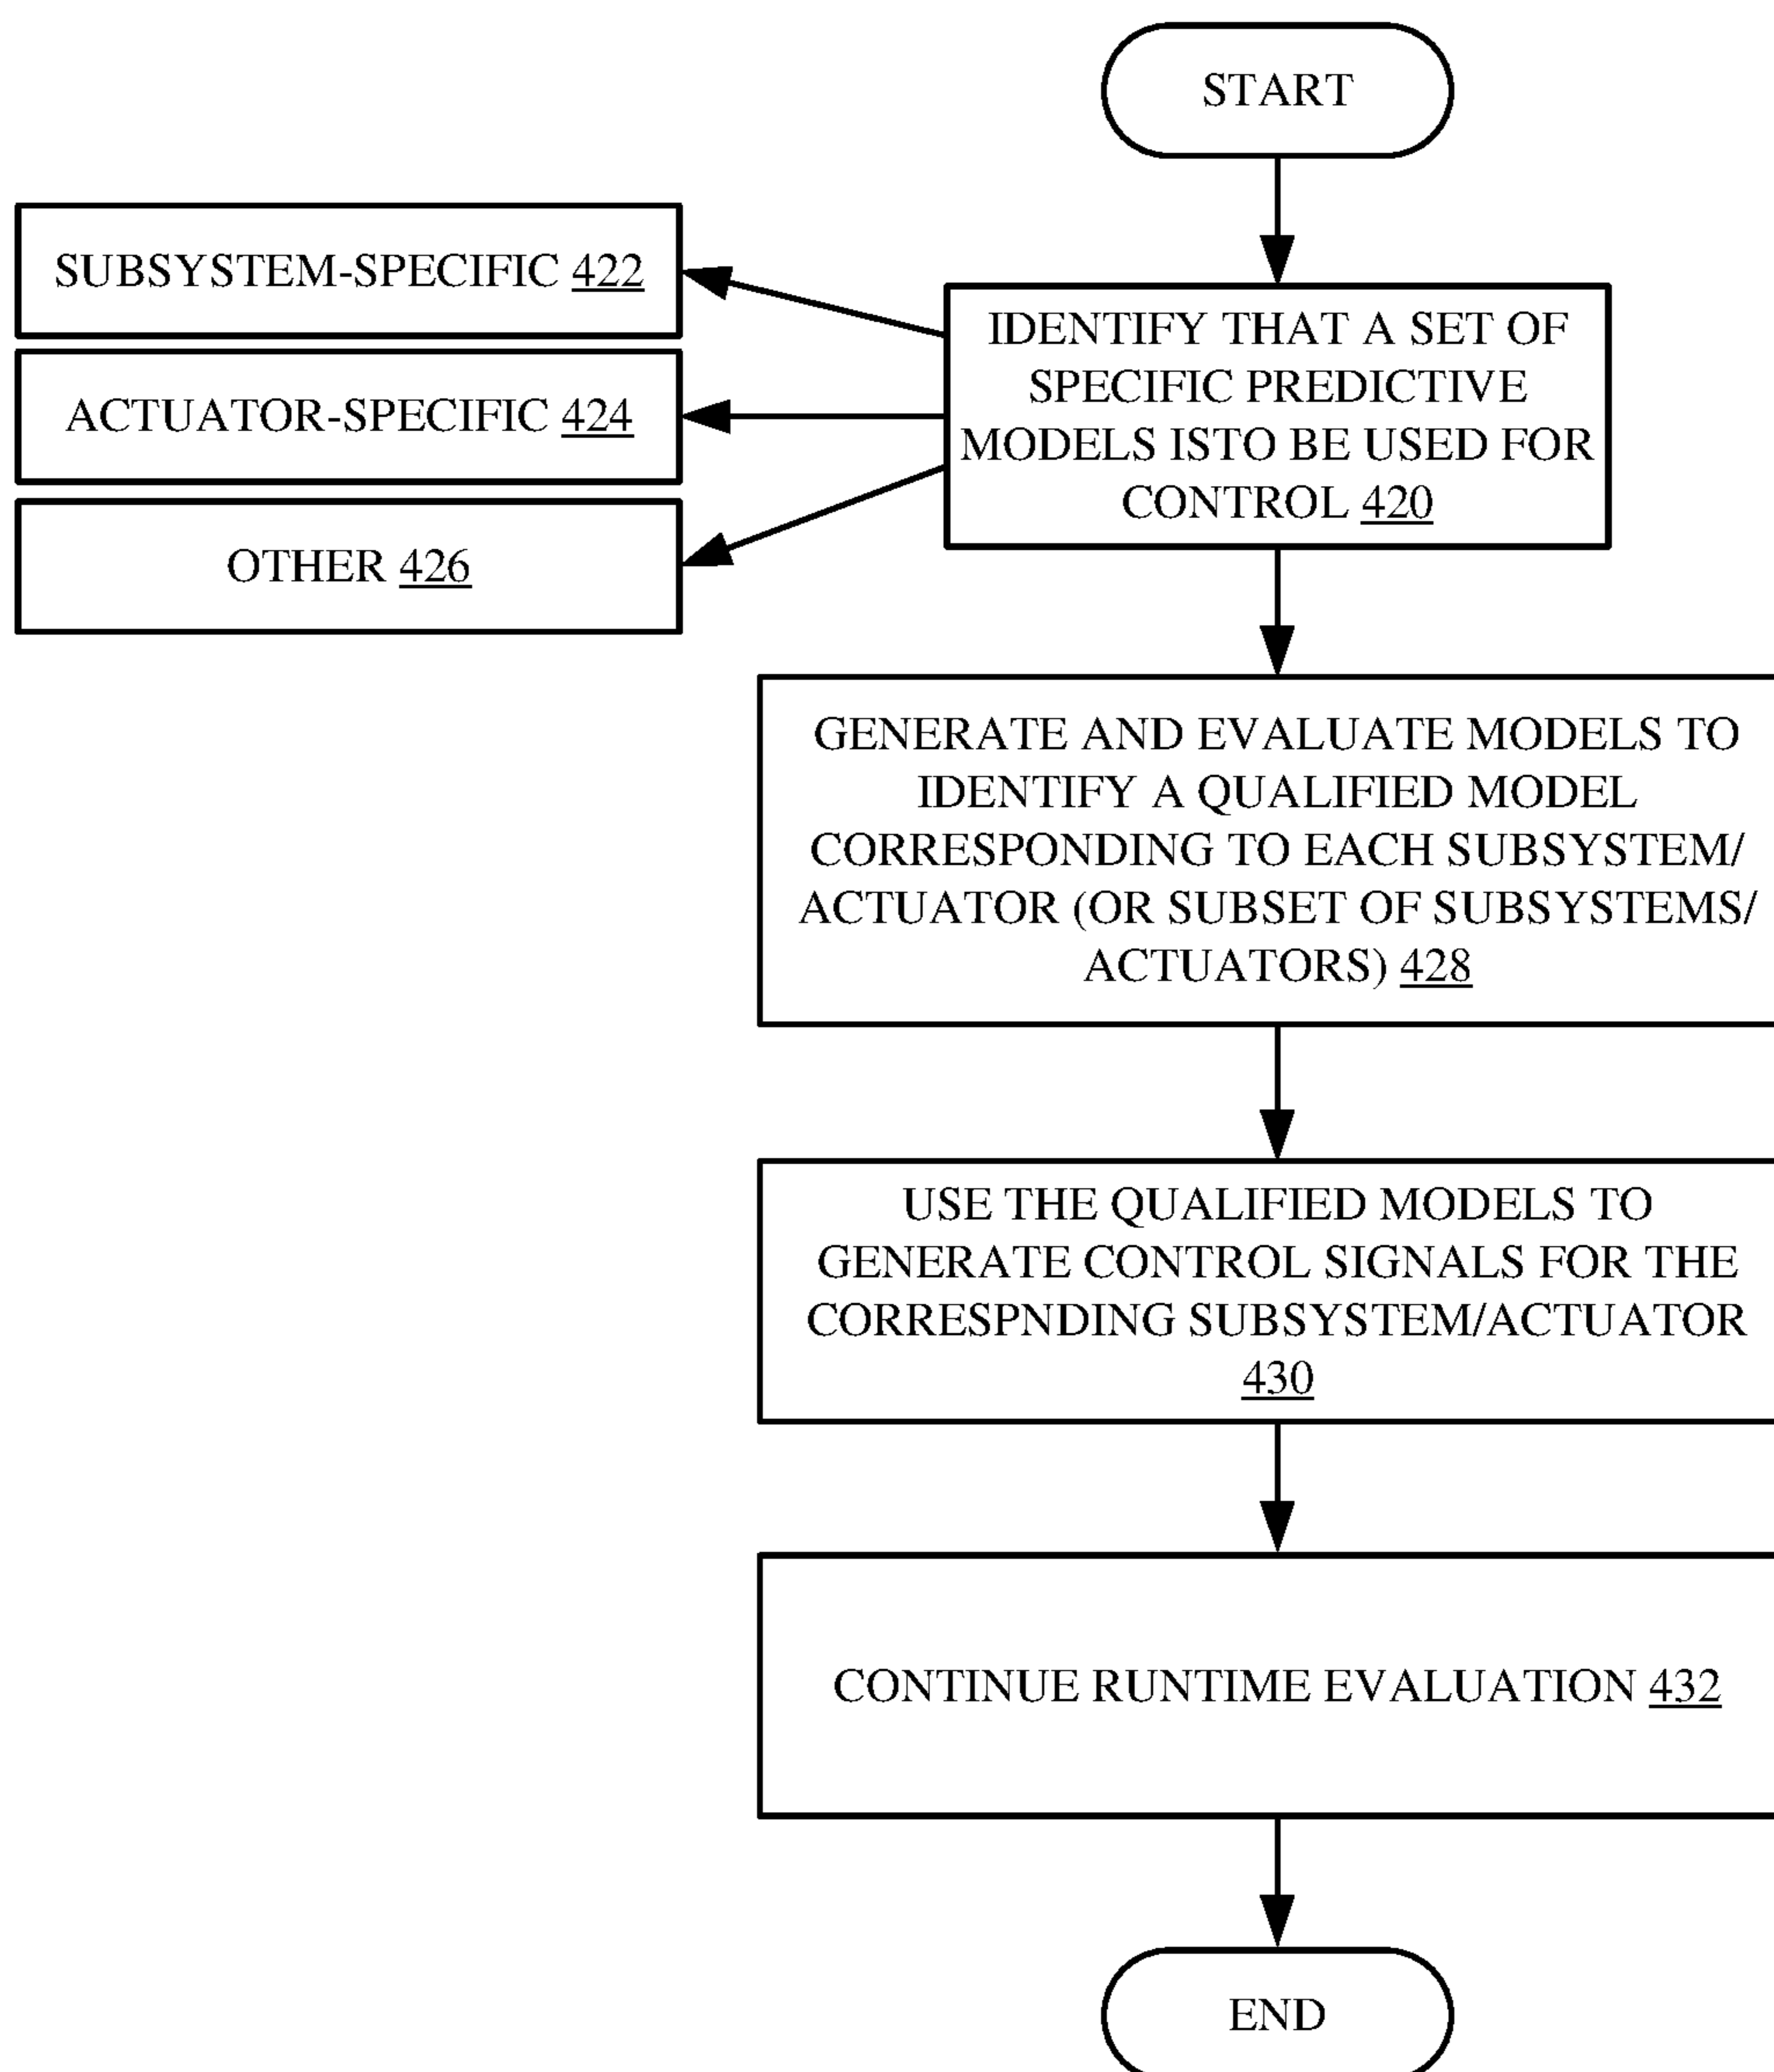 START
SUBSYSTEM-SPECIFIC 422
ACTUATOR-SPECIFIC 424
OTHER 426
IDENTIFY THAT A SET OF
SPECIFIC PREDICTIVE
MODELS ISTO BE USED FOR
CONTROL 420
GENERATE AND EVALUATE MODELS TO
IDENTIFY A QUALIFIED MODEL
CORRESPONDING TO EACH SUBSYSTEM/
ACTUATOR (OR SUBSET OF SUBSYSTEMS/
ACTUATORS) 428
USE THE QUALIFIED MODELS TO
GENERATE CONTROL SIGNALS FOR THE
CORRESPNDING SUBSYSTEM/ACTUATOR
430
CONTINUE RUNTIME EVALUATION 432
END